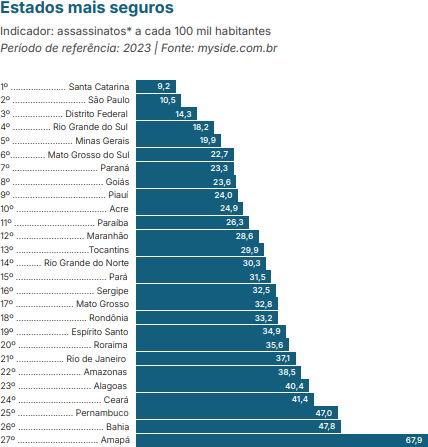 Estados mais seguros
Indicador: assassinatos* a cada 100 mil habitantes
Período de referência: 2023 | Fonte: myside.com.br
1º ........................ Santa Catarina 9,2
2º ............................... São Paulo 10,5
3º ....................... Distrito Federal 14,3
4º ................ Rio Grande do Sul 18,2
5º .......................... Minas Gerais 19,9
6º............... Mato Grosso do Sul 22,7
7º ..................................... Paraná 23,3
8º ....................................... Goiás 23,6
9º ........................................ Piauí 24,0
10º ....................................... Acre 24,9
11º ................................... Paraíba 26,3
12º .............................. Maranhão 28,6
13º ...............................Tocantins 29,9
14º .......... Rio Grande do Norte 30,3
15º ....................................... Pará 31,5
16º .................................. Sergipe 32,5
17º ........................ Mato Grosso 32,8
18º ............................... Rondônia 33,2
19º ....................... Espírito Santo 34,9
20º ............................... Roraima 35,6
21º ..................... Rio de Janeiro 37,1
22º ............................ Amazonas 38,5
23º ................................ Alagoas 40,4
24º ................................... Ceará 41,4
25º ....................... Pernambuco 47,0
26º ................................... Bahia 47,8
27º .................................. Amapá 67,9